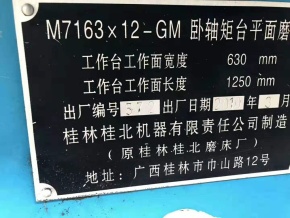 M7163×12-GM 卧轴矩台平面磨
工作台工作面宽度 630 mm
工作台工作面长度 1250 mm
出厂编号 出厂日期 月
桂林桂北机器有限责任公司制造
(原桂林桂北磨床厂)
地址:广西桂林市巾山路12号